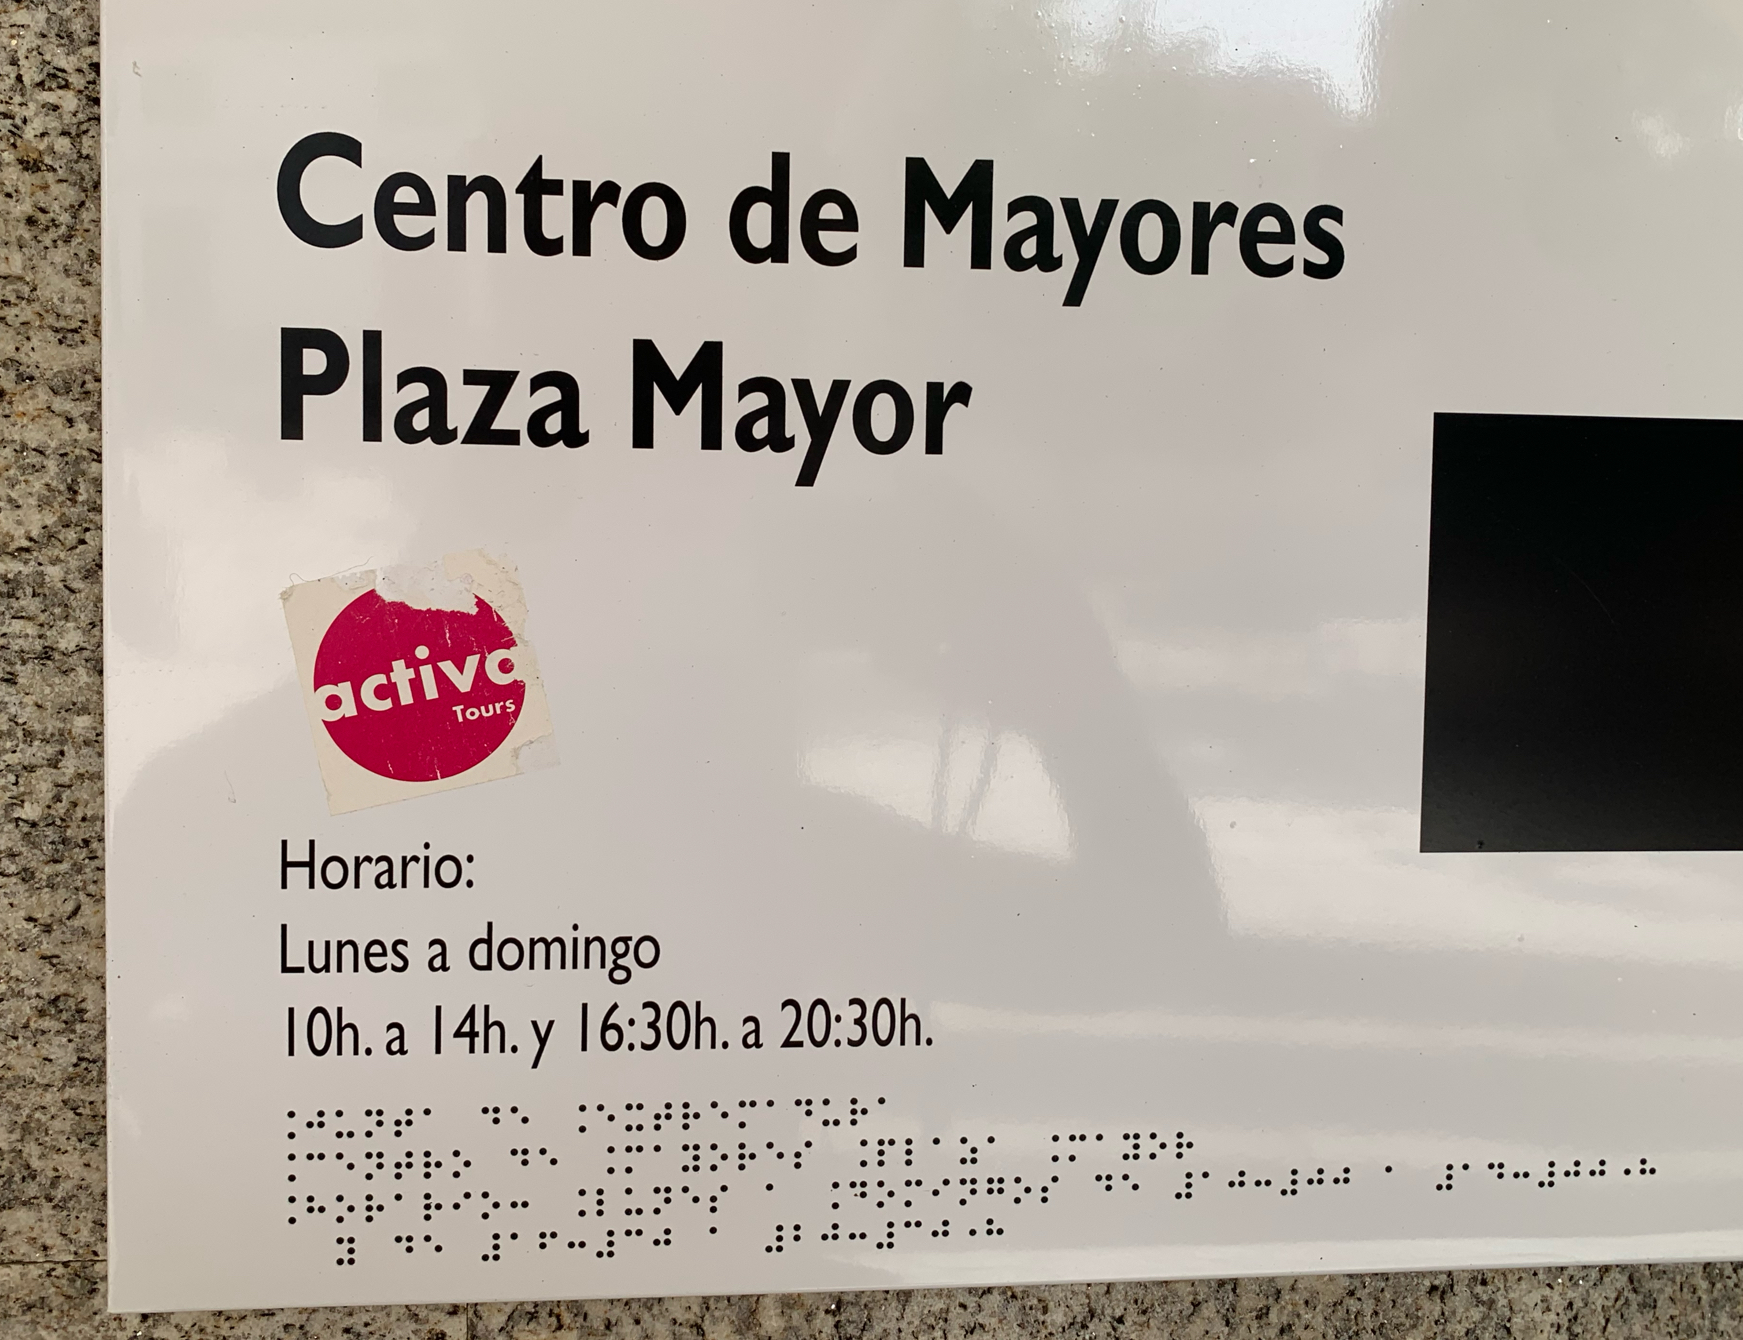 Centro de Mayores
Plaza Mayor
activa
Tours
Horario:
Lunes a domingo
10h. a 14h. y 16:30h. a 20:30h.